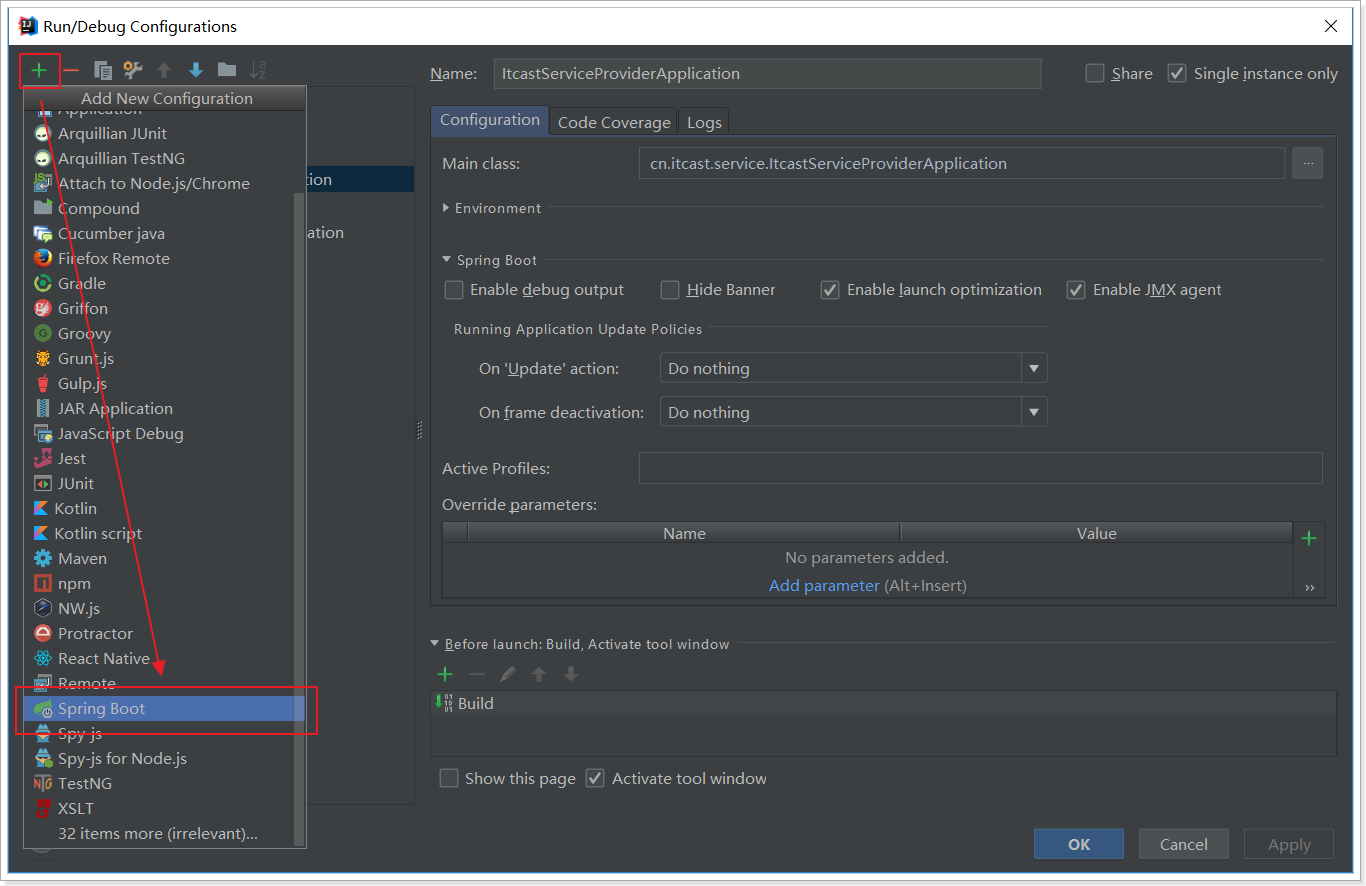 Run/Debug Configurations
Add New Configuration
Application
Arquillian JUnit
Arquillian TestNG
Attach to Node.js/Chrome
Compound
Cucumber java
Firefox Remote
Gradle
Griffon
Groovy
Grunt.js
Gulp.js
JAR Application
JavaScript Debug
Jest
JUnit
Kotlin
Kotlin script
Maven
npm
NW.js
Protractor
React Native
Remote
Spring Boot
Spy-js
Spy-js for Node.js
TestNG
XSLT
32 items more (irrelevant)...
tion
ation
Name: ItcastServiceProviderApplication Share Single instance only
Configuration Code Coverage Logs
Main class: cn.itcast.service.ItcastServiceProviderApplication ...
Environment
Spring Boot
Enable debug output Hide Banner Enable launch optimization Enable JMX agent
Running Application Update Policies
On 'Update' action: Do nothing
On frame deactivation: Do nothing
Active Profiles:
Override parameters:
Name Value
No parameters added.
Add parameter (Alt+Insert)
Before launch: Build, Activate tool window
Build
Show this page Activate tool window
OK Cancel Apply